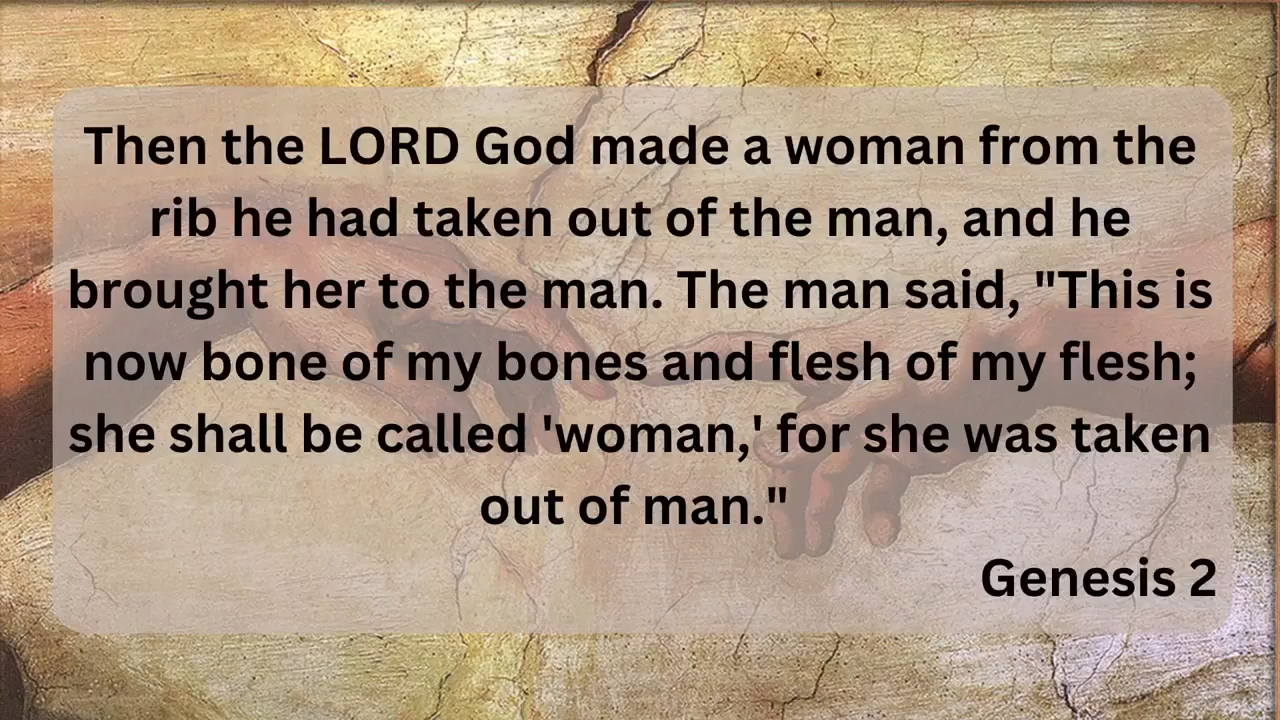 Then the LORD God made a woman from the
rib he had taken out of the man, and he
brought her to the man. The man said, "This is
now bone of my bones and flesh of my flesh;
she shall be called 'woman,' for she was taken
out of man."
Genesis 2